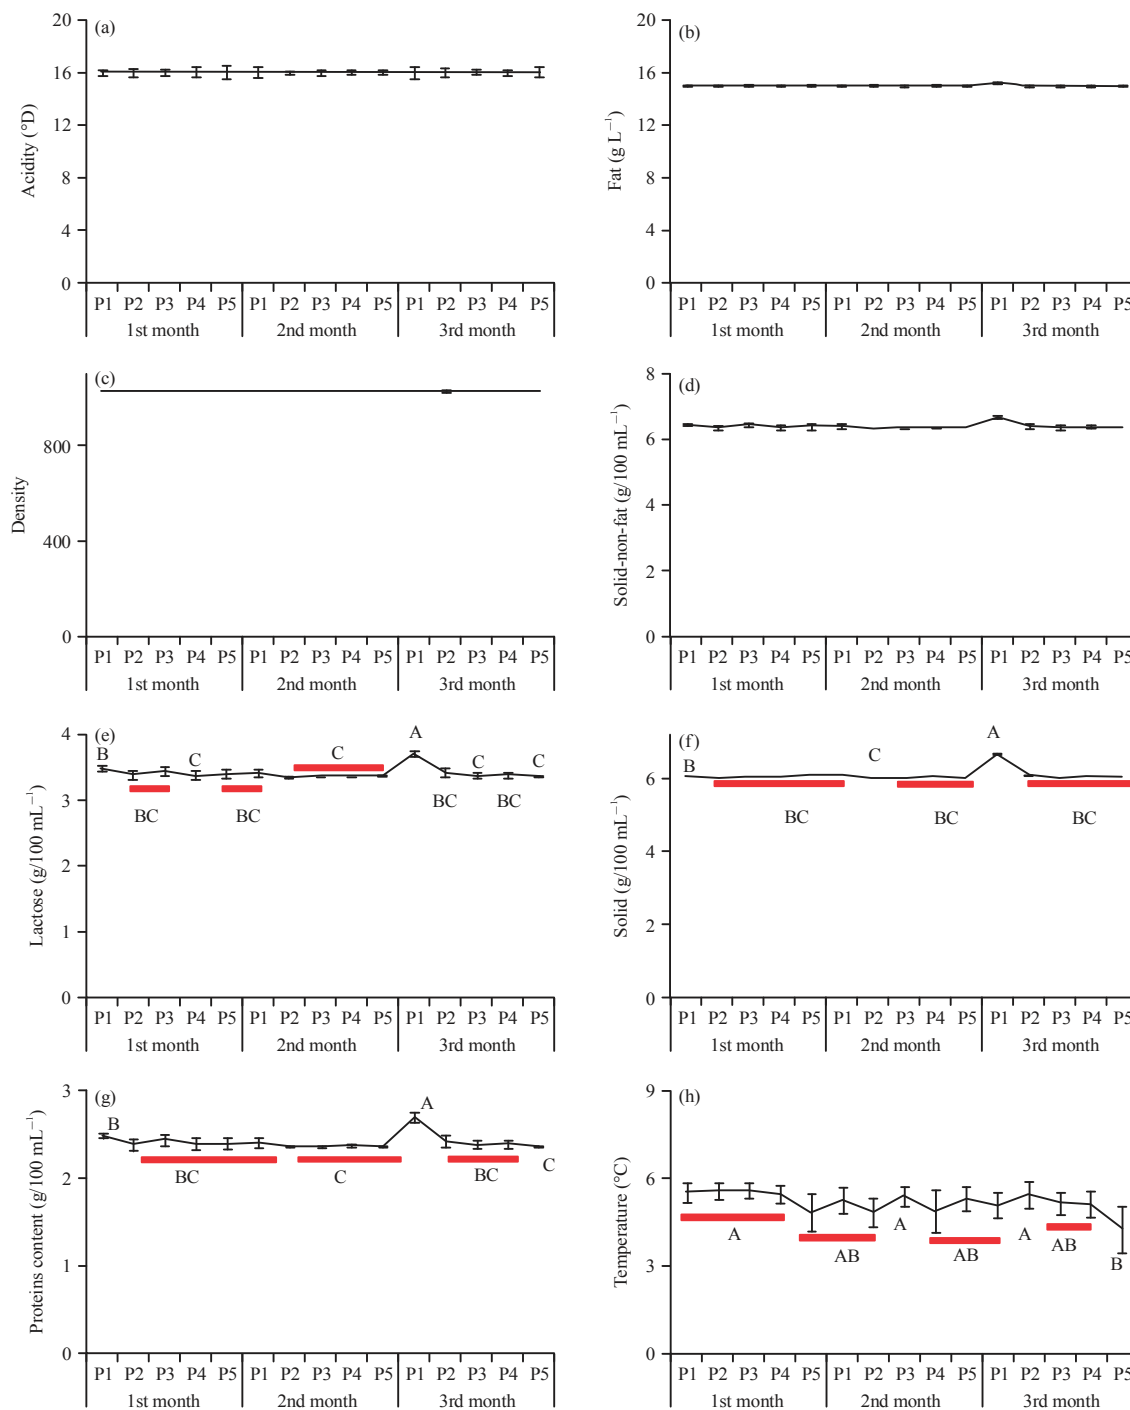 (a)
20
16
12
8
4
0
Acidity (°D)
P1 P2 P3 P4 P5 P1 P2 P3 P4 P5 P1 P2 P3 P4 P5
1st month 2nd month 3rd month
(b)
20
16
12
8
4
0
Fat (g L⁻¹)
P1 P2 P3 P4 P5 P1 P2 P3 P4 P5 P1 P2 P3 P4 P5
1st month 2nd month 3rd month
(c)
800
400
0
Density
P1 P2 P3 P4 P5 P1 P2 P3 P4 P5 P1 P2 P3 P4 P5
1st month 2nd month 3rd month
(d)
8
6
4
2
0
Solid-non-fat (g/100 mL⁻¹)
P1 P2 P3 P4 P5 P1 P2 P3 P4 P5 P1 P2 P3 P4 P5
1st month 2nd month 3rd month
(e)
4
3
2
1
0
Lactose (g/100 mL⁻¹)
A
B C C C C
BC BC BC BC
P1 P2 P3 P4 P5 P1 P2 P3 P4 P5 P1 P2 P3 P4 P5
1st month 2nd month 3rd month
(f)
6
4
2
0
Solid (g/100 mL⁻¹)
A
B C
BC BC BC
P1 P2 P3 P4 P5 P1 P2 P3 P4 P5 P1 P2 P3 P4 P5
1st month 2nd month 3rd month
(g)
3
2
1
0
Proteins content (g/100 mL⁻¹)
A
B
BC C BC C
P1 P2 P3 P4 P5 P1 P2 P3 P4 P5 P1 P2 P3 P4 P5
1st month 2nd month 3rd month
(h)
9
6
3
0
Temperature (°C)
A A A
AB AB AB B
P1 P2 P3 P4 P5 P1 P2 P3 P4 P5 P1 P2 P3 P4 P5
1st month 2nd month 3rd month